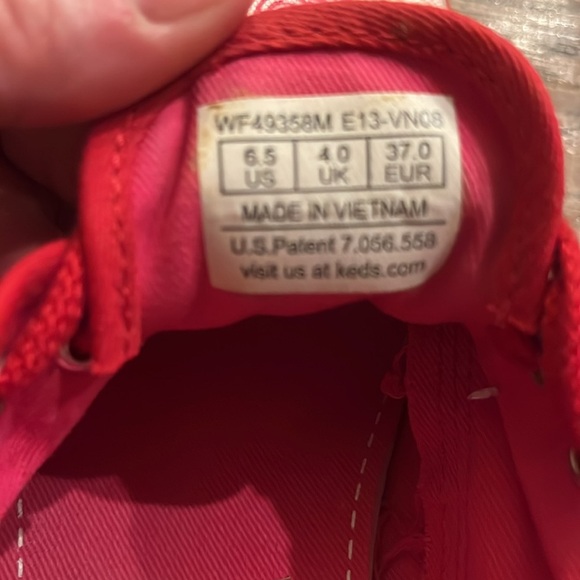 WF49358M E13-VN08
6.5 4.0 37.0
US UK EUR
MADE IN VIETNAM
U.S.Patent 7,056,558
visit us at keds.com